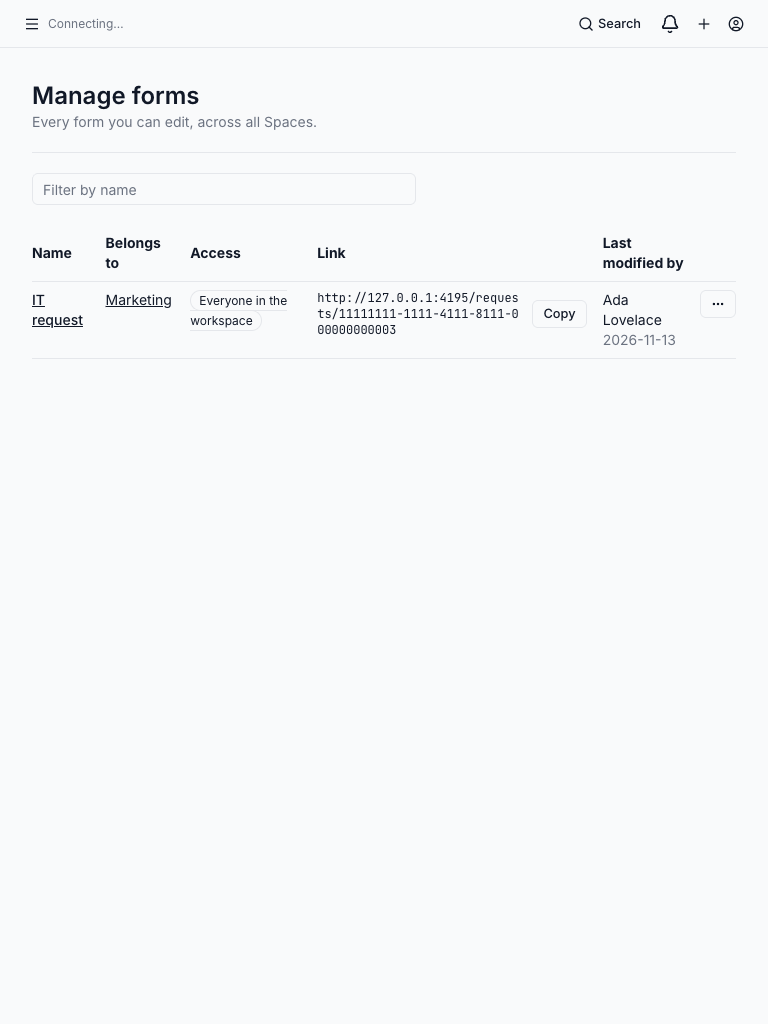 Connecting...
Search
Manage forms
Every form you can edit, across all Spaces.
Filter by name
Name
Belongs to
Access
Link
Last modified by
IT request
Marketing
Everyone in the workspace
http://127.0.0.1:4195/reques
ts/11111111-1111-4111-8111-0
00000000003
Copy
Ada Lovelace
2026-11-13